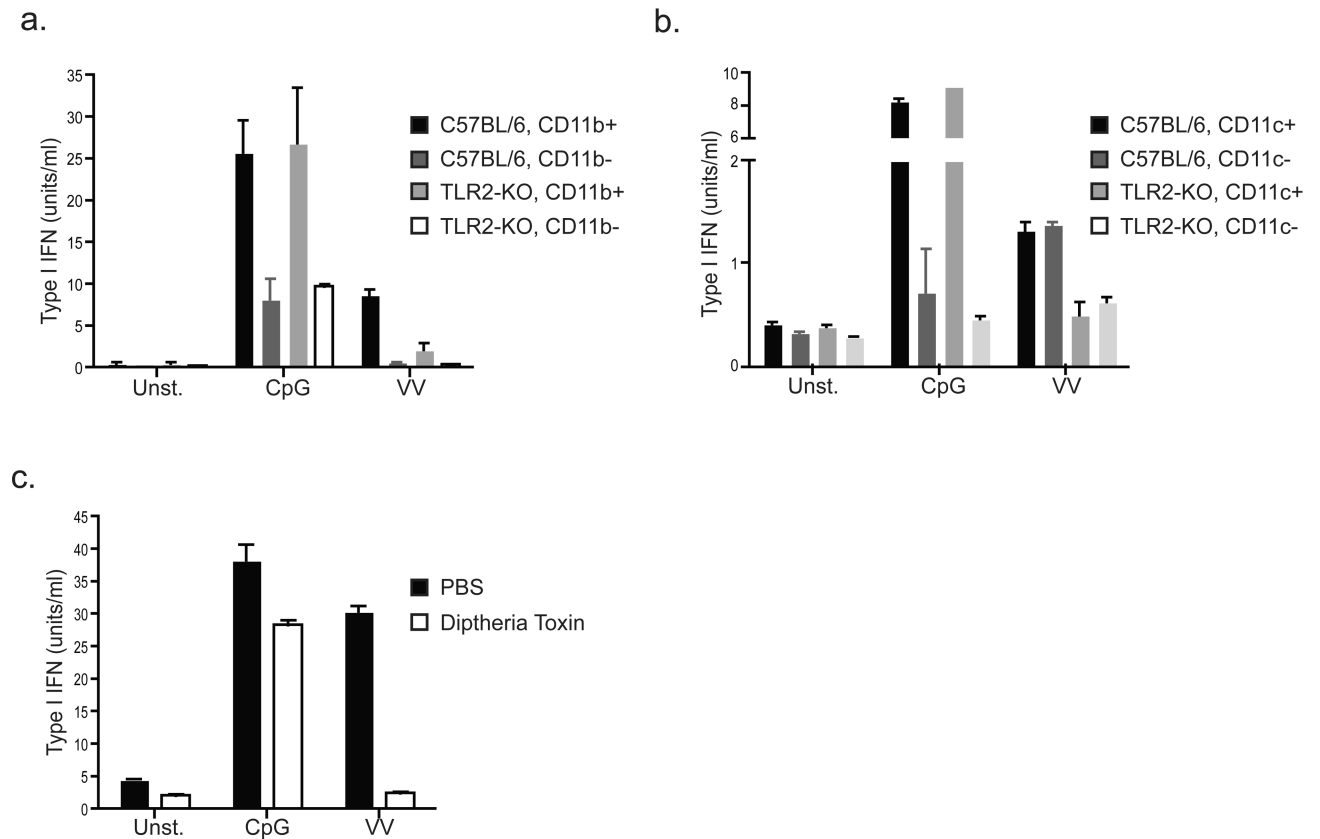 a.
Type I IFN (units/ml)
35
30
25
20
15
10
5
0
Unst.
CpG
VV
C57BL/6, CD11b+
C57BL/6, CD11b-
TLR2-KO, CD11b+
TLR2-KO, CD11b-
b.
Type I IFN (units/ml)
10
8
6
2
1
0
Unst.
CpG
VV
C57BL/6, CD11c+
C57BL/6, CD11c-
TLR2-KO, CD11c+
TLR2-KO, CD11c-
c.
Type I IFN (units/ml)
45
40
35
30
25
20
15
10
5
0
Unst.
CpG
VV
PBS
Diptheria Toxin